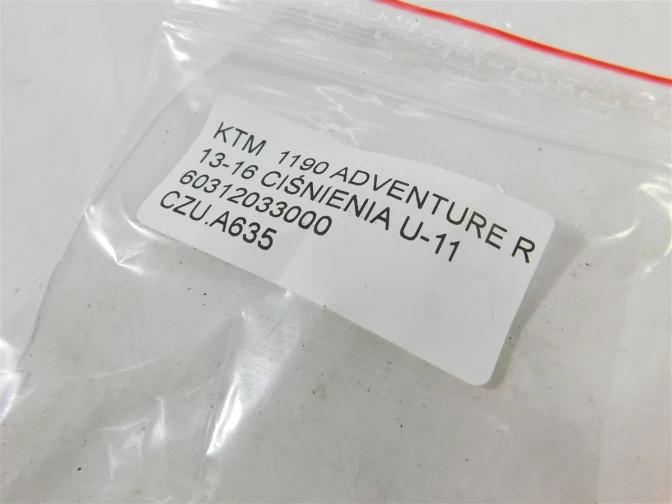 KTM 1190 ADVENTURE R
13-16 CIŚNIENIA U-11
60312033000
CZU.A635